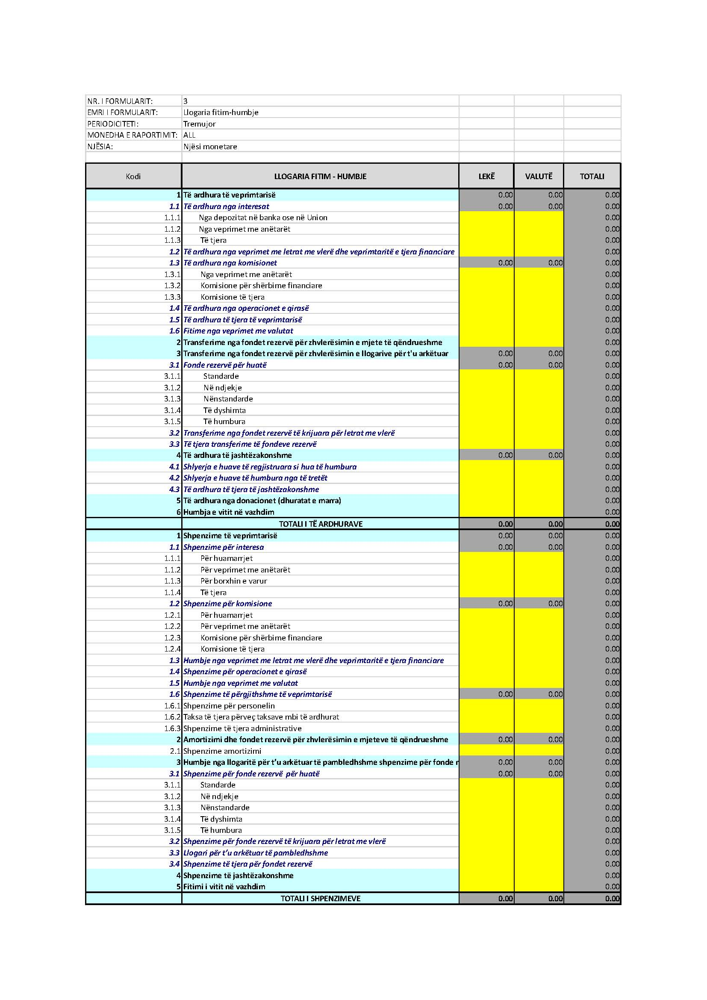 NR. I FORMULARIT: 3
EMRI I FORMULARIT: Llogaria fitim-humbje
PERIODICITETI: Tremujor
MONEDHA E RAPORTIMIT: ALL
NJËSIA: Njësi monetare
Kodi LLOGARIA FITIM - HUMBJE LEKË VALUTË TOTALI
1 Të ardhura të veprimtarisë 0.00 0.00 0.00
1.1 Të ardhura nga interesat 0.00 0.00 0.00
1.1.1 Nga depozitat në banka ose në Union 0.00
1.1.2 Nga veprimet me anëtarët 0.00
1.1.3 Të tjera 0.00
1.2 Të ardhura nga veprimet me letrat me vlerë dhe veprimtaritë e tjera financiare 0.00
1.3 Të ardhura nga komisionet 0.00 0.00 0.00
1.3.1 Nga veprimet me anëtarët 0.00
1.3.2 Komisione për shërbime financiare 0.00
1.3.3 Komisione të tjera 0.00
1.4 Të ardhura nga operacionet e qirasë 0.00
1.5 Të ardhura të tjera të veprimtarisë 0.00
1.6 Fitime nga veprimet me valutat 0.00
2 Transferime nga fondet rezervë për zhvlerësimin e mjete të qëndrueshme 0.00
3 Transferime nga fondet rezervë për zhvlerësimin e llogarive për t'u arkëtuar 0.00 0.00 0.00
3.1 Fonde rezervë për huatë 0.00 0.00 0.00
3.1.1 Standarde 0.00
3.1.2 Në ndjekje 0.00
3.1.3 Nënstandarde 0.00
3.1.4 Të dyshimta 0.00
3.1.5 Të humbura 0.00
3.2 Transferime nga fondet rezervë të krijuara për letrat me vlerë 0.00
3.3 Të tjera transferime të fondeve rezervë 0.00
4 Të ardhura të jashtëzakonshme 0.00 0.00 0.00
4.1 Shlyerja e huave të regjistruara si hua të humbura 0.00
4.2 Shlyerja e huave të humbura nga të tretët 0.00
4.3 Të ardhura të tjera të jashtëzakonshme 0.00
5 Të ardhura nga donacionet (dhuratat e marra) 0.00
6 Humbja e vitit në vazhdim 0.00
TOTALI I TË ARDHURAVE 0.00 0.00 0.00
1 Shpenzime të veprimtarisë 0.00 0.00 0.00
1.1 Shpenzime për interesa 0.00 0.00 0.00
1.1.1 Për huamarrjet 0.00
1.1.2 Për veprimet me anëtarët 0.00
1.1.3 Për borxhin e varur 0.00
1.1.4 Të tjera 0.00
1.2 Shpenzime për komisione 0.00 0.00 0.00
1.2.1 Për huamarrjet 0.00
1.2.2 Për veprimet me anëtarët 0.00
1.2.3 Komisione për shërbime financiare 0.00
1.2.4 Komisione të tjera 0.00
1.3 Humbje nga veprimet me letrat me vlerë dhe veprimtaritë e tjera financiare 0.00
1.4 Shpenzime për operacionet e qirasë 0.00
1.5 Humbje nga veprimet me valutat 0.00
1.6 Shpenzime të përgjithshme të veprimtarisë 0.00 0.00 0.00
1.6.1 Shpenzime për personelin 0.00
1.6.2 Taksa të tjera përveç taksave mbi të ardhurat 0.00
1.6.3 Shpenzime të tjera administrative 0.00
2 Amortizimi dhe fondet rezervë për zhvlerësimin e mjeteve të qëndrueshme 0.00 0.00 0.00
2.1 Shpenzime amortizimi 0.00
3 Humbje nga llogaritë për t’u arkëtuar të pambledhshme shpenzime për fonde r 0.00 0.00 0.00
3.1 Shpenzime për fonde rezervë për huatë 0.00 0.00 0.00
3.1.1 Standarde 0.00
3.1.2 Në ndjekje 0.00
3.1.3 Nënstandarde 0.00
3.1.4 Të dyshimta 0.00
3.1.5 Të humbura 0.00
3.2 Shpenzime për fonde rezervë të krijuara për letrat me vlerë 0.00
3.3 Llogari për t’u arkëtuar të pambledhshme 0.00
3.4 Shpenzime të tjera për fondet rezervë 0.00
4 Shpenzime të jashtëzakonshme 0.00
5 Fitimi i vitit në vazhdim 0.00
TOTALI I SHPENZIMEVE 0.00 0.00 0.00